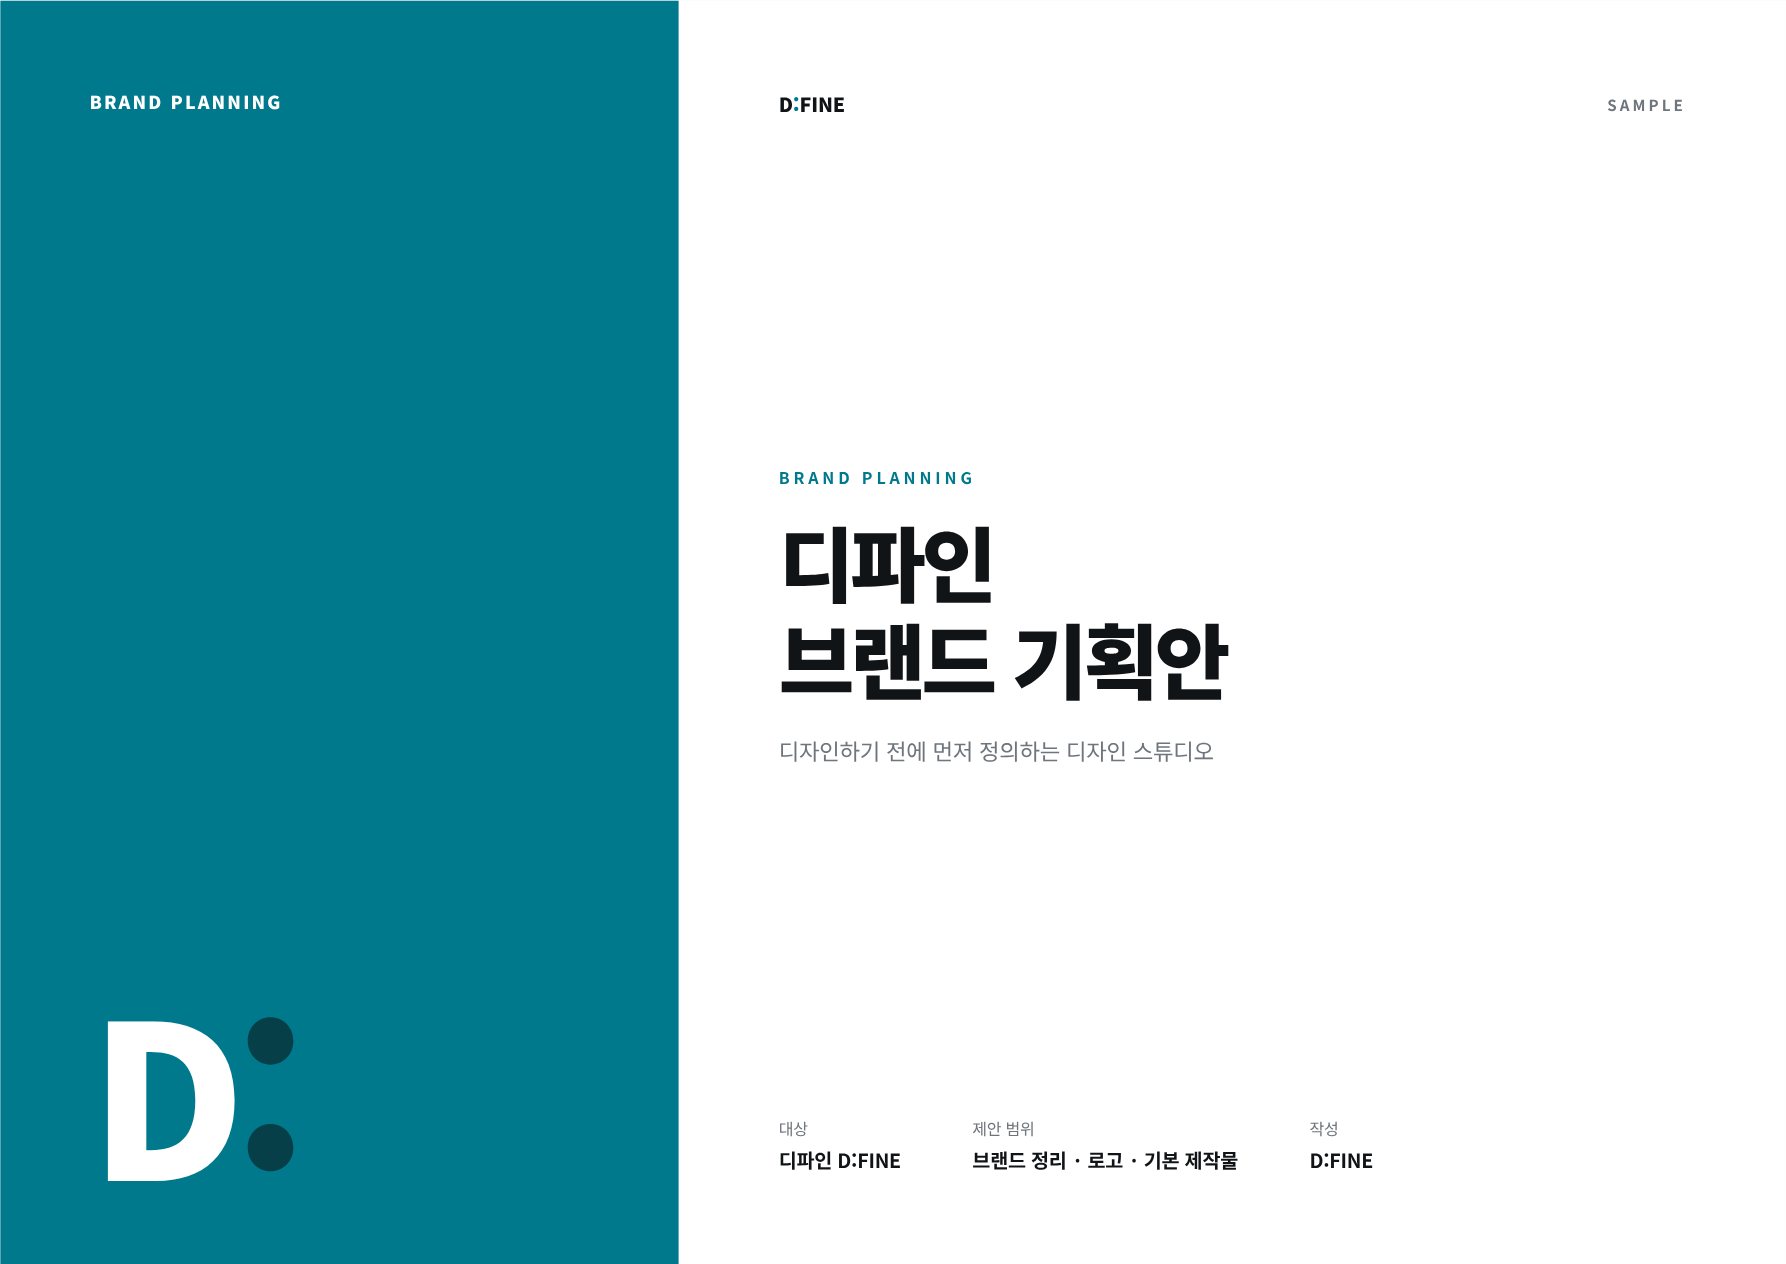 BRAND PLANNING
D:
D:FINE
SAMPLE
BRAND PLANNING
디파인
브랜드 기획안
디자인하기 전에 먼저 정의하는 디자인 스튜디오
대상
디파인 D:FINE
제안 범위
브랜드 정리 · 로고 · 기본 제작물
작성
D:FINE